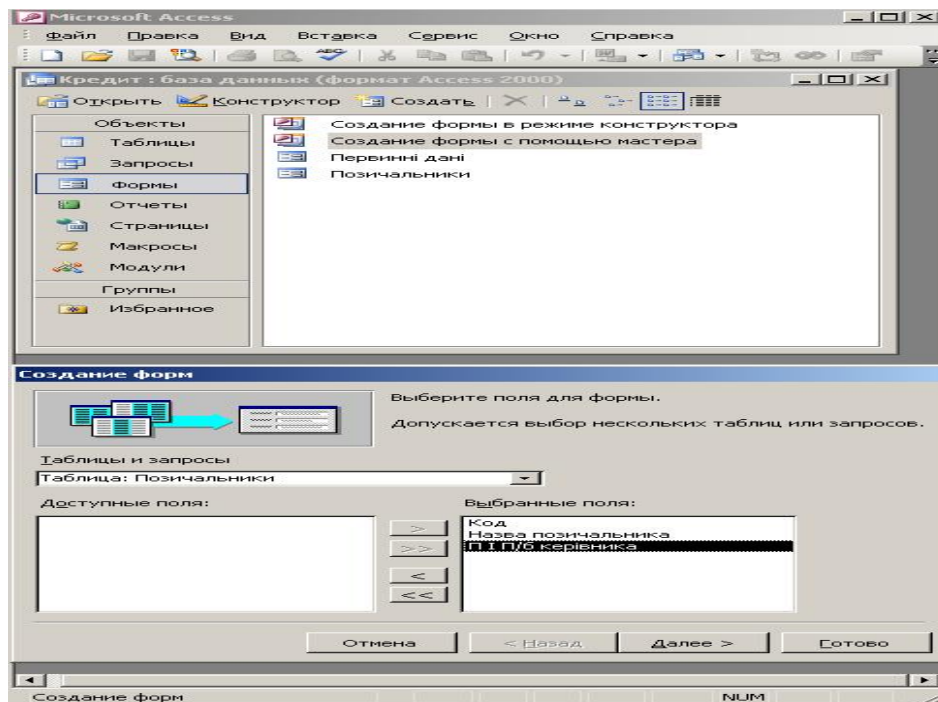 Microsoft Access
Файл Правка Вид Вставка Сервис Окно Справка
Кредит : база данных (формат Access 2000)
Открыть Конструктор Создать
Объекты
Таблицы
Запросы
Формы
Отчеты
Страницы
Макросы
Модули
Группы
Избранное
Создание формы в режиме конструктора
Создание формы с помощью мастера
Первинні дані
Позичальники
Создание форм
Выберите поля для формы.
Допускается выбор нескольких таблиц или запросов.
Таблицы и запросы
Таблица: Позичальники
Доступные поля:
Выбранные поля:
>
>>
<
<<
Код
Назва позичальника
П І П/б керівника
Отмена < Назад Далее > Готово
Создание форм NUM